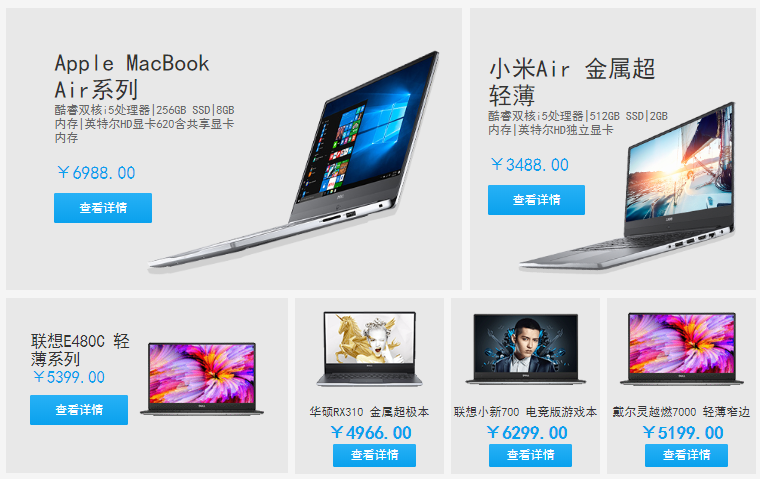 Apple MacBook
Air系列
酷睿双核i5处理器|256GB SSD|8GB
内存|英特尔HD显卡620含共享显卡
内存
￥6988.00
查看详情
小米Air 金属超
轻薄
酷睿双核i5处理器|512GB SSD|2GB
内存|英特尔HD独立显卡
￥3488.00
查看详情
联想E480C 轻
薄系列
￥5399.00
查看详情
华硕RX310 金属超极本
￥4966.00
查看详情
联想小新700 电竞版游戏本
￥6299.00
查看详情
戴尔灵越燃7000 轻薄窄边
￥5199.00
查看详情